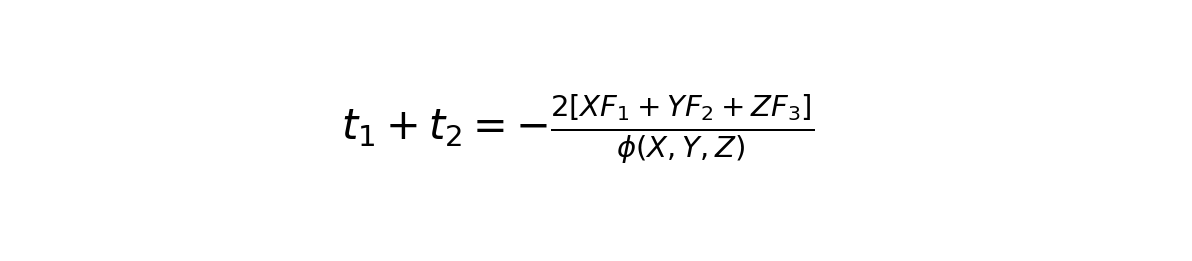 $t_1 + t_2 = -\frac{2[XF_1 + YF_2 + ZF_3]}{\phi(X, Y, Z)}$